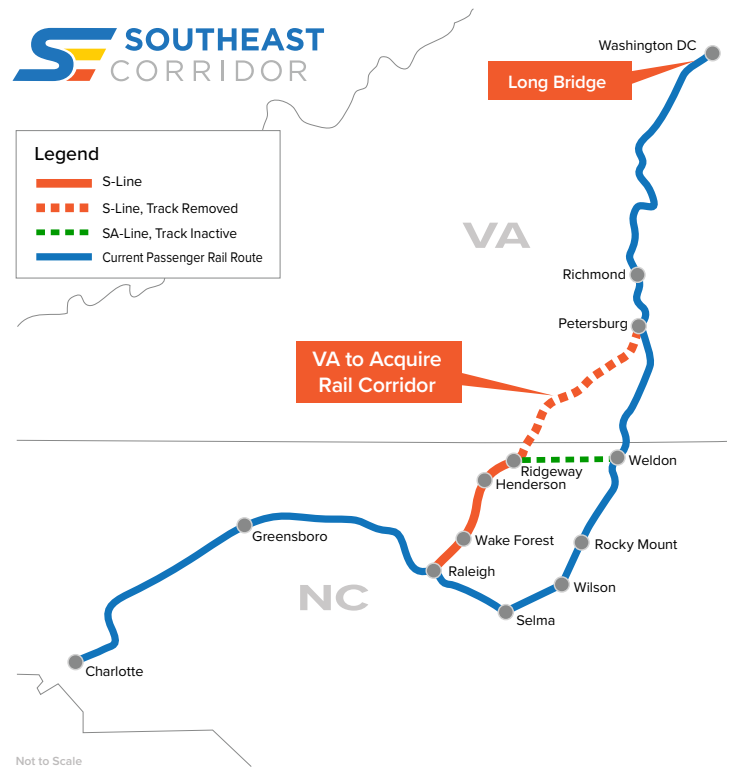 SOUTHEAST
CORRIDOR
Washington DC
Long Bridge
Legend
S-Line
S-Line, Track Removed
SA-Line, Track Inactive
Current Passenger Rail Route
VA
Richmond
Petersburg
VA to Acquire
Rail Corridor
Weldon
Ridgeway
Henderson
Greensboro
Wake Forest
Rocky Mount
Raleigh
NC
Wilson
Selma
Charlotte
Not to Scale